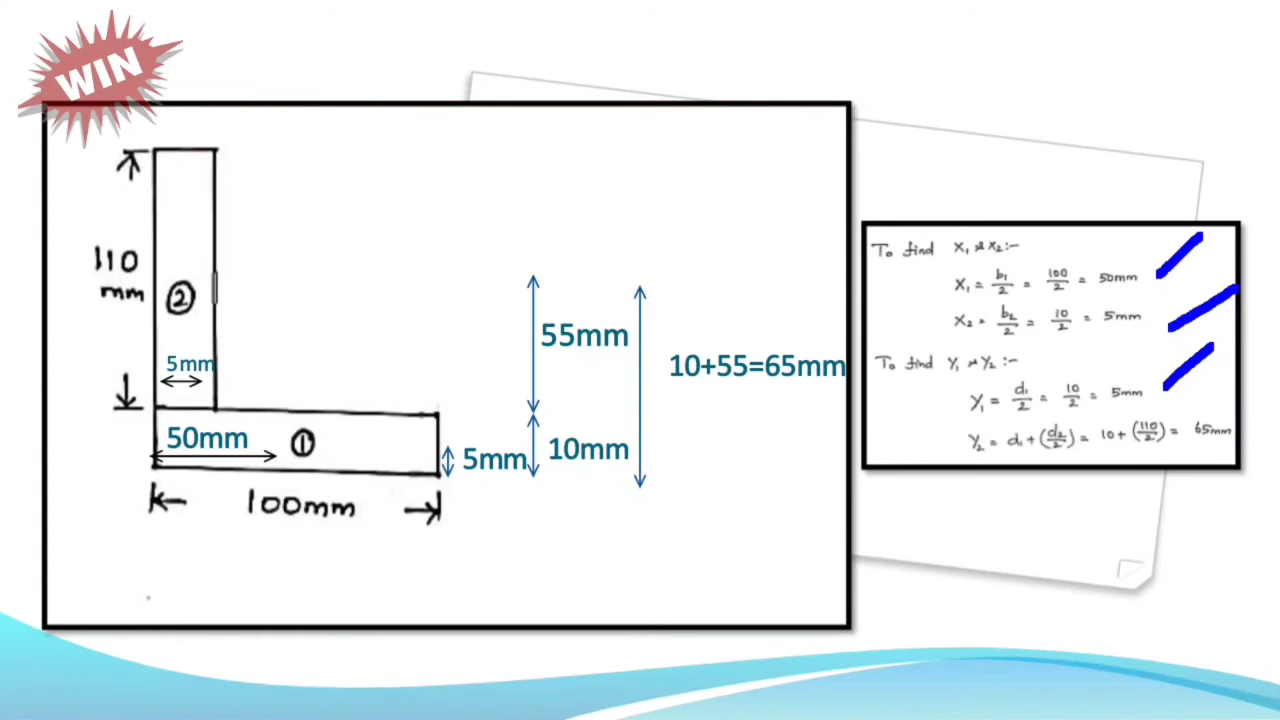 WIN
110
mm
2
5mm
50mm
1
100mm
5mm
55mm
10mm
10+55=65mm
To find X₁ & X₂:-
X₁ = b₁/2 = 100/2 = 50mm
X₂ = b₂/2 = 10/2 = 5mm
To find Y₁ & Y₂:-
Y₁ = d₁/2 = 10/2 = 5mm
Y₂ = d₁ + (d₂/2) = 10 + (110/2) = 65mm